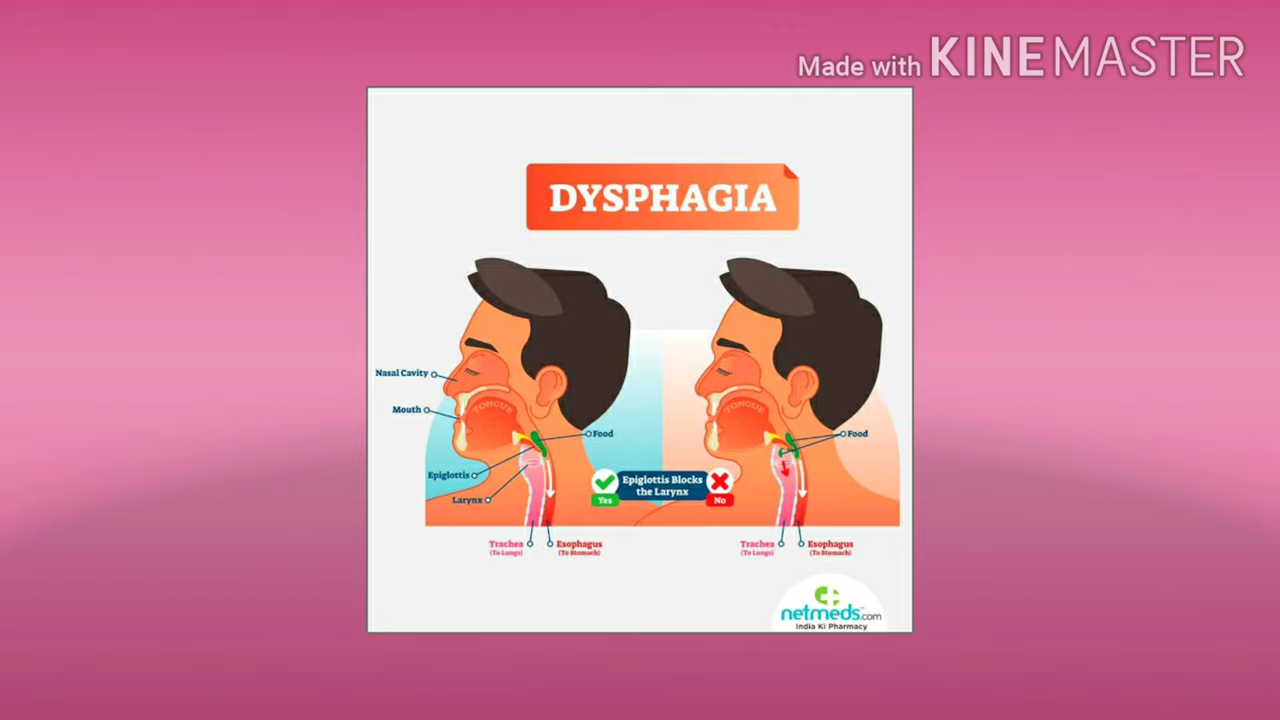 Made with KINEMASTER
DYSPHAGIA
Nasal Cavity
Mouth
TONGUE
Food
Epiglottis
Larynx
Trachea
(To Lungs)
Esophagus
(To Stomach)
Yes
Epiglottis Blocks
the Larynx
No
TONGUE
Food
Trachea
(To Lungs)
Esophagus
(To Stomach)
netmeds.com
India Ki Pharmacy